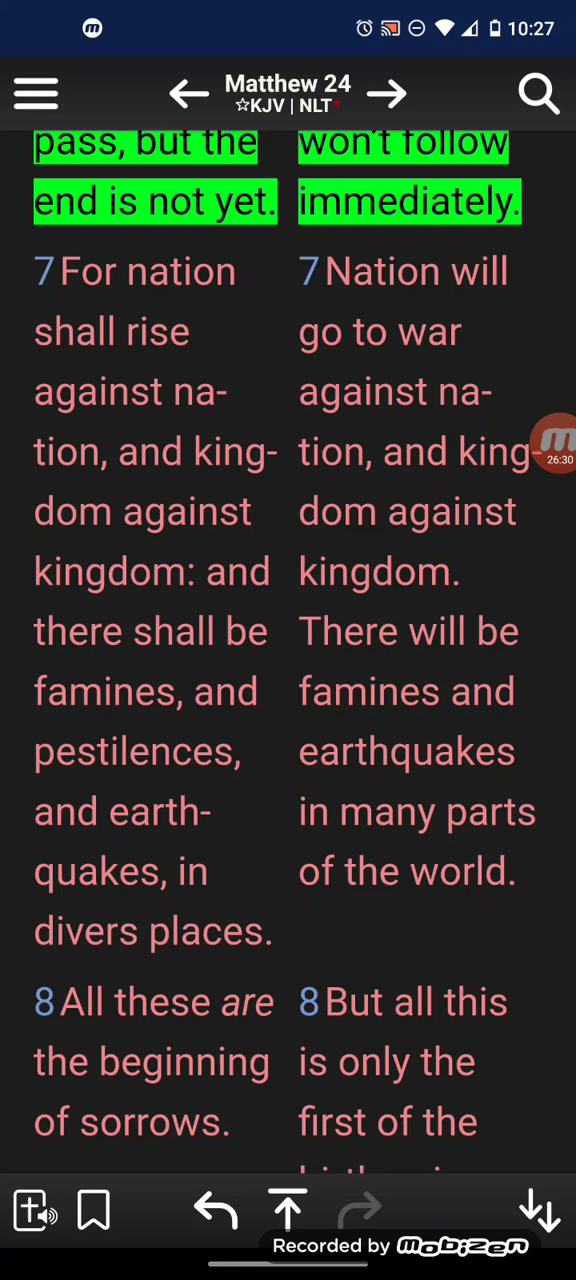 10:27
Matthew 24
☆KJV | NLT*
pass, but the
end is not yet.
7 For nation
shall rise
against na-
tion, and king-
dom against
kingdom: and
there shall be
famines, and
pestilences,
and earth-
quakes, in
divers places.
8 All these are
the beginning
of sorrows.
won't follow
immediately.
7 Nation will
go to war
against na-
tion, and king-
dom against
kingdom.
There will be
famines and
earthquakes
in many parts
of the world.
8 But all this
is only the
first of the
26:30
Recorded by mobizen